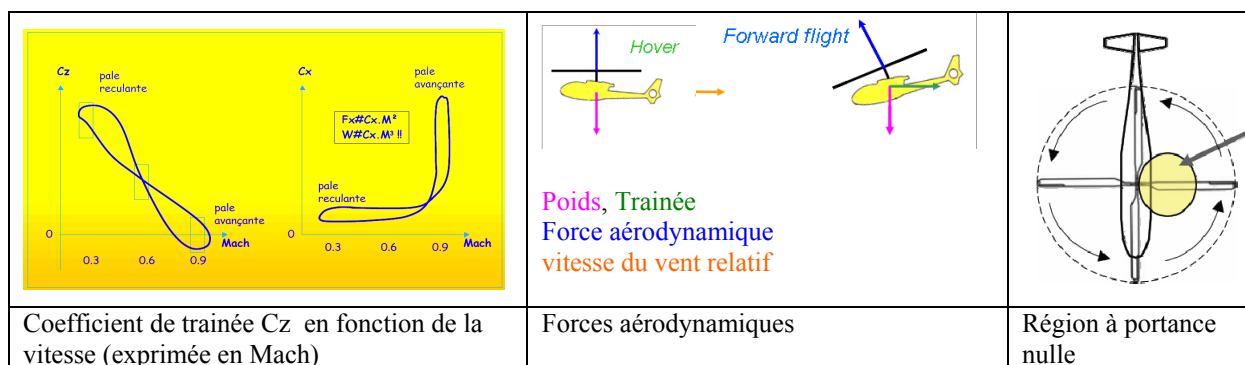 Cz
pale
reculante
0
pale
avançante
Mach
0.3 0.6 0.9
Cx
pale
avançante
Fx#Cx.M²
W#Cx.M³ !!
pale
reculante
0
Mach
0.3 0.6 0.9
Hover
Forward flight
Poids, Trainée
Force aérodynamique
vitesse du vent relatif
Coefficient de trainée Cz en fonction de la
vitesse (exprimée en Mach)
Forces aérodynamiques
Région à portance
nulle